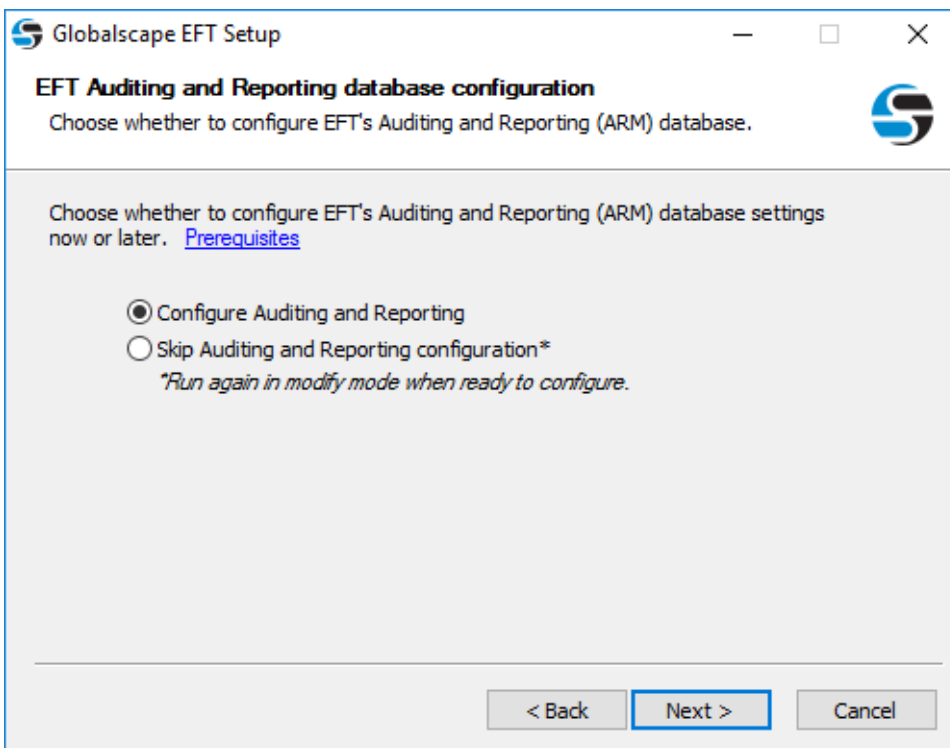 Globalscape EFT Setup
EFT Auditing and Reporting database configuration
Choose whether to configure EFT's Auditing and Reporting (ARM) database.
Choose whether to configure EFT's Auditing and Reporting (ARM) database settings
now or later. Prerequisites
Configure Auditing and Reporting
Skip Auditing and Reporting configuration*
*Run again in modify mode when ready to configure.
< Back Next > Cancel